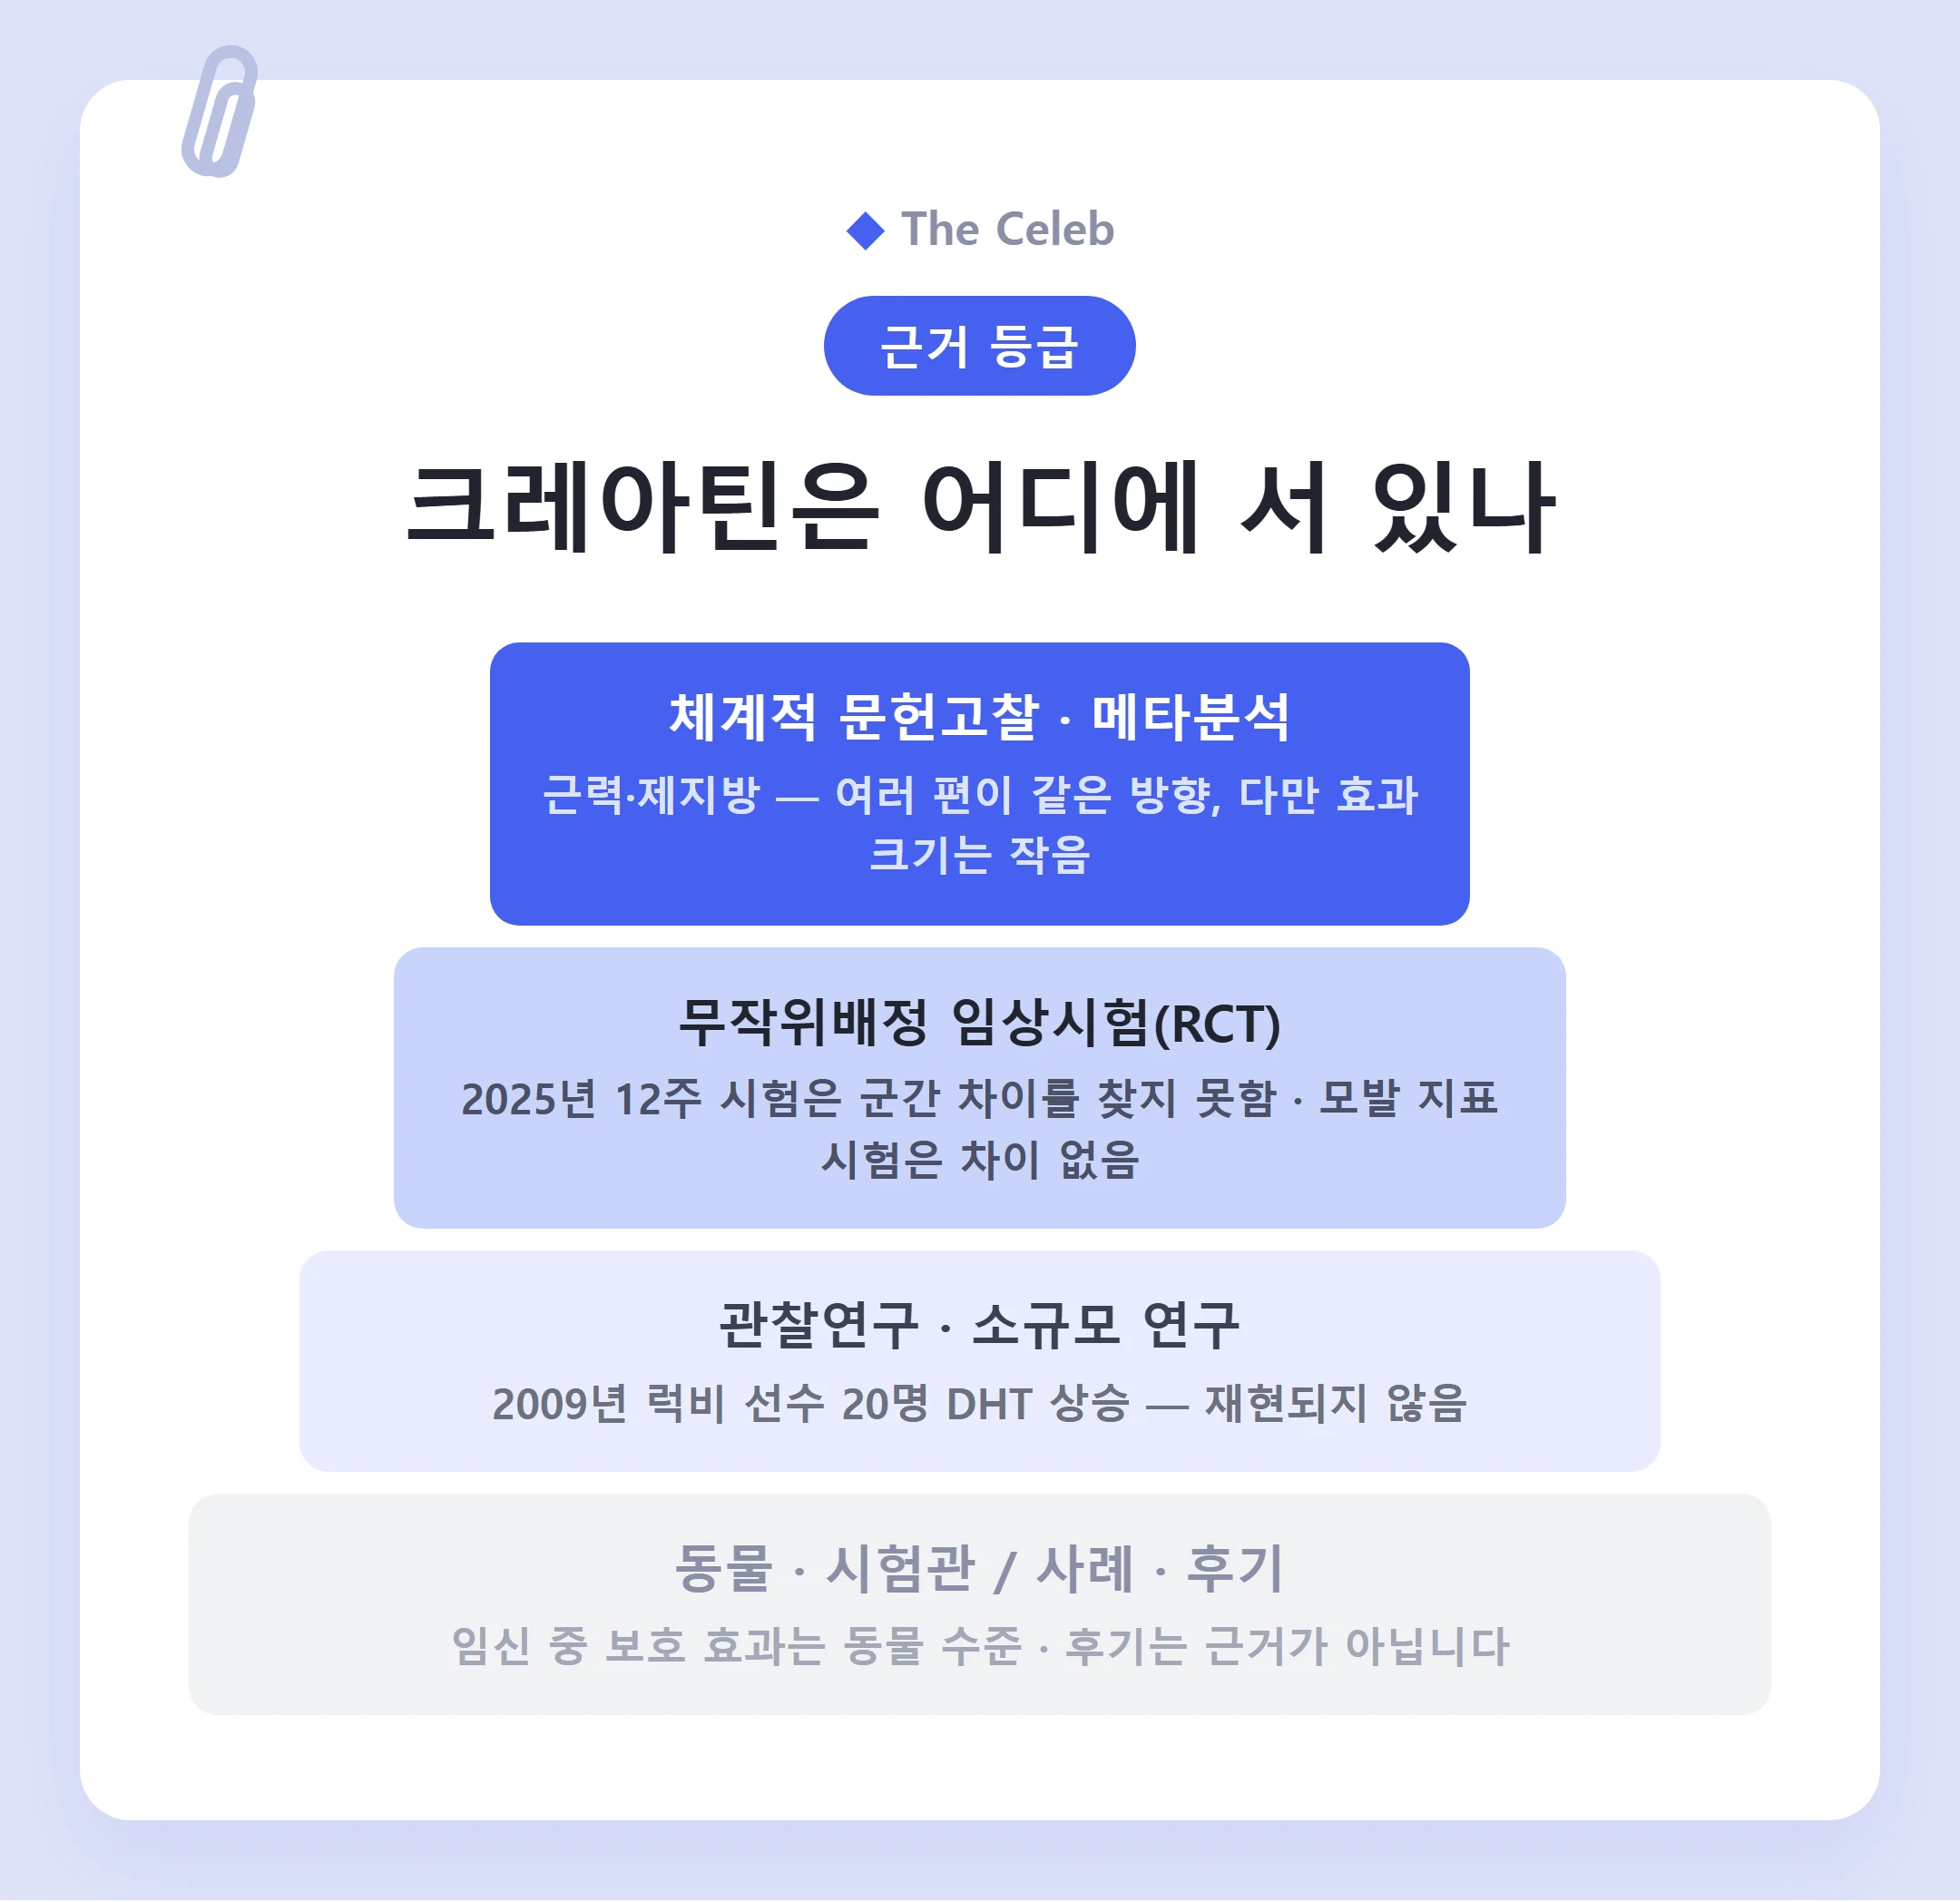 The Celeb
근거 등급
크레아틴은 어디에 서 있나
체계적 문헌고찰 · 메타분석
근력·제지방 — 여러 편이 같은 방향, 다만 효과
크기는 작음
무작위배정 임상시험(RCT)
2025년 12주 시험은 군간 차이를 찾지 못함 · 모발 지표
시험은 차이 없음
관찰연구 · 소규모 연구
2009년 럭비 선수 20명 DHT 상승 — 재현되지 않음
동물 · 시험관 / 사례 · 후기
임신 중 보호 효과는 동물 수준 · 후기는 근거가 아닙니다